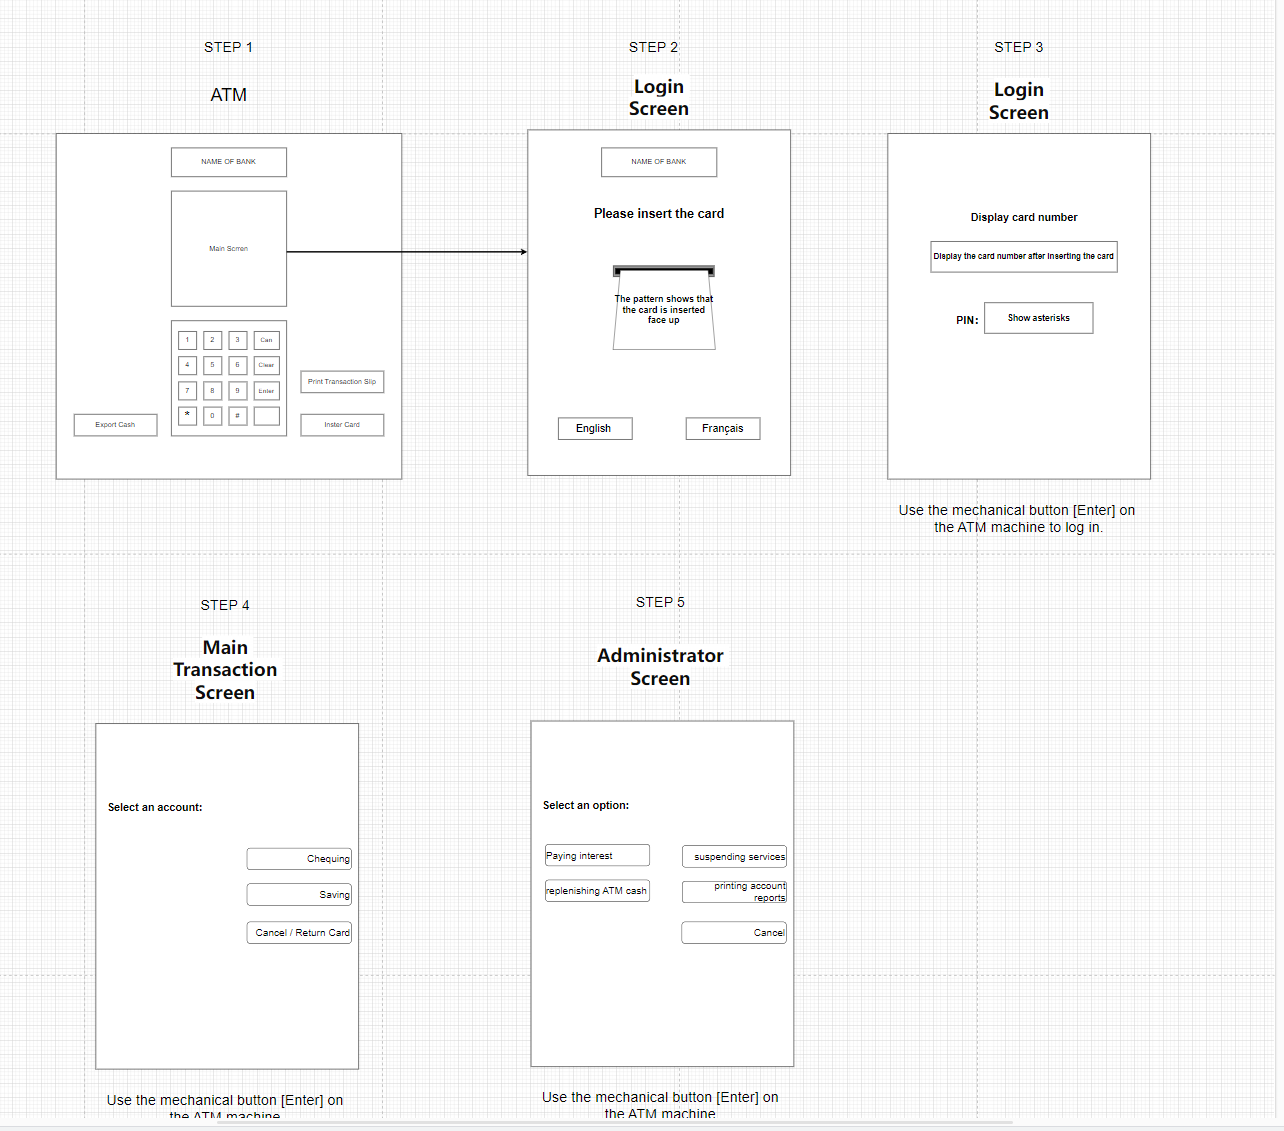 STEP 1
ATM
NAME OF BANK
Main Scrren
1 2 3 Can
4 5 6 Clear
7 8 9 Enter
* 0 #
Print Transaction Slip
Export Cash
Inster Card
STEP 2
Login
Screen
NAME OF BANK
Please insert the card
The pattern shows that
the card is inserted
face up
English
Français
STEP 3
Login
Screen
Display card number
Display the card number after inserting the card
PIN:
Show asterisks
Use the mechanical button [Enter] on
the ATM machine to log in.
STEP 4
Main
Transaction
Screen
Select an account:
Chequing
Saving
Cancel / Return Card
Use the mechanical button [Enter] on
the ATM machine
STEP 5
Administrator
Screen
Select an option:
Paying interest
suspending services
replenishing ATM cash
printing account
reports
Cancel
Use the mechanical button [Enter] on
the ATM machine